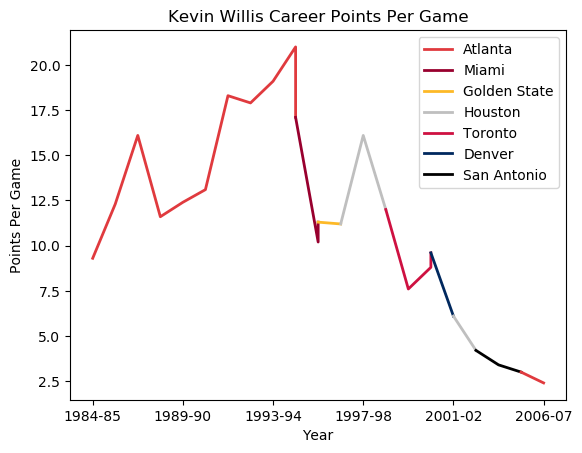 Kevin Willis Career Points Per Game
Points Per Game
20.0
17.5
15.0
12.5
10.0
7.5
5.0
2.5
Atlanta
Miami
Golden State
Houston
Toronto
Denver
San Antonio
1984-85 1989-90 1993-94 1997-98 2001-02 2006-07
Year